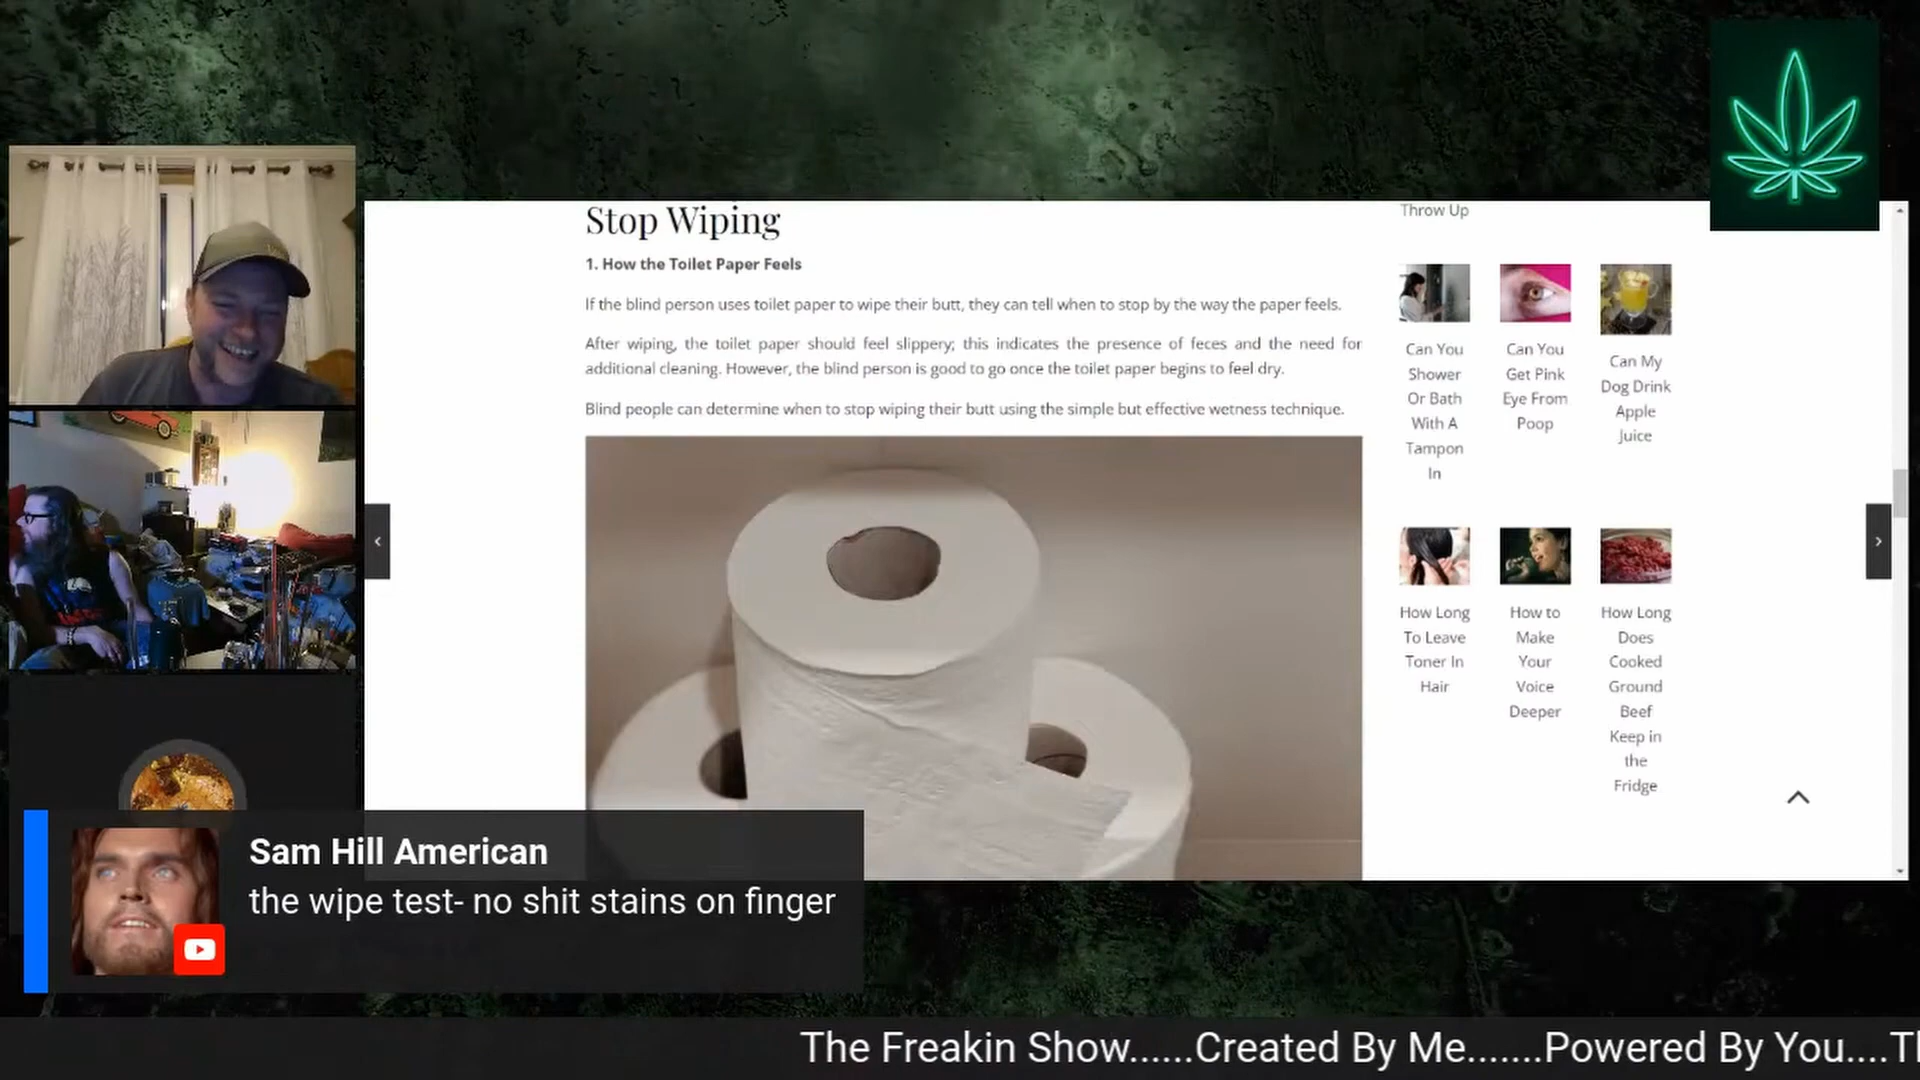 Stop Wiping
1. How the Toilet Paper Feels
If the blind person uses toilet paper to wipe their butt, they can tell when to stop by the way the paper feels.
After wiping, the toilet paper should feel slippery; this indicates the presence of feces and the need for
additional cleaning. However, the blind person is good to go once the toilet paper begins to feel dry.
Blind people can determine when to stop wiping their butt using the simple but effective wetness technique.
Throw Up
Can You
Shower
Or Bath
With A
Tampon
In
Can You
Get Pink
Eye From
Poop
Can My
Dog Drink
Apple
Juice
How Long
To Leave
Toner In
Hair
How to
Make
Your
Voice
Deeper
How Long
Does
Cooked
Ground
Beef
Keep in
the
Fridge
Sam Hill American
the wipe test- no shit stains on finger
The Freakin Show......Created By Me.......Powered By You....Th